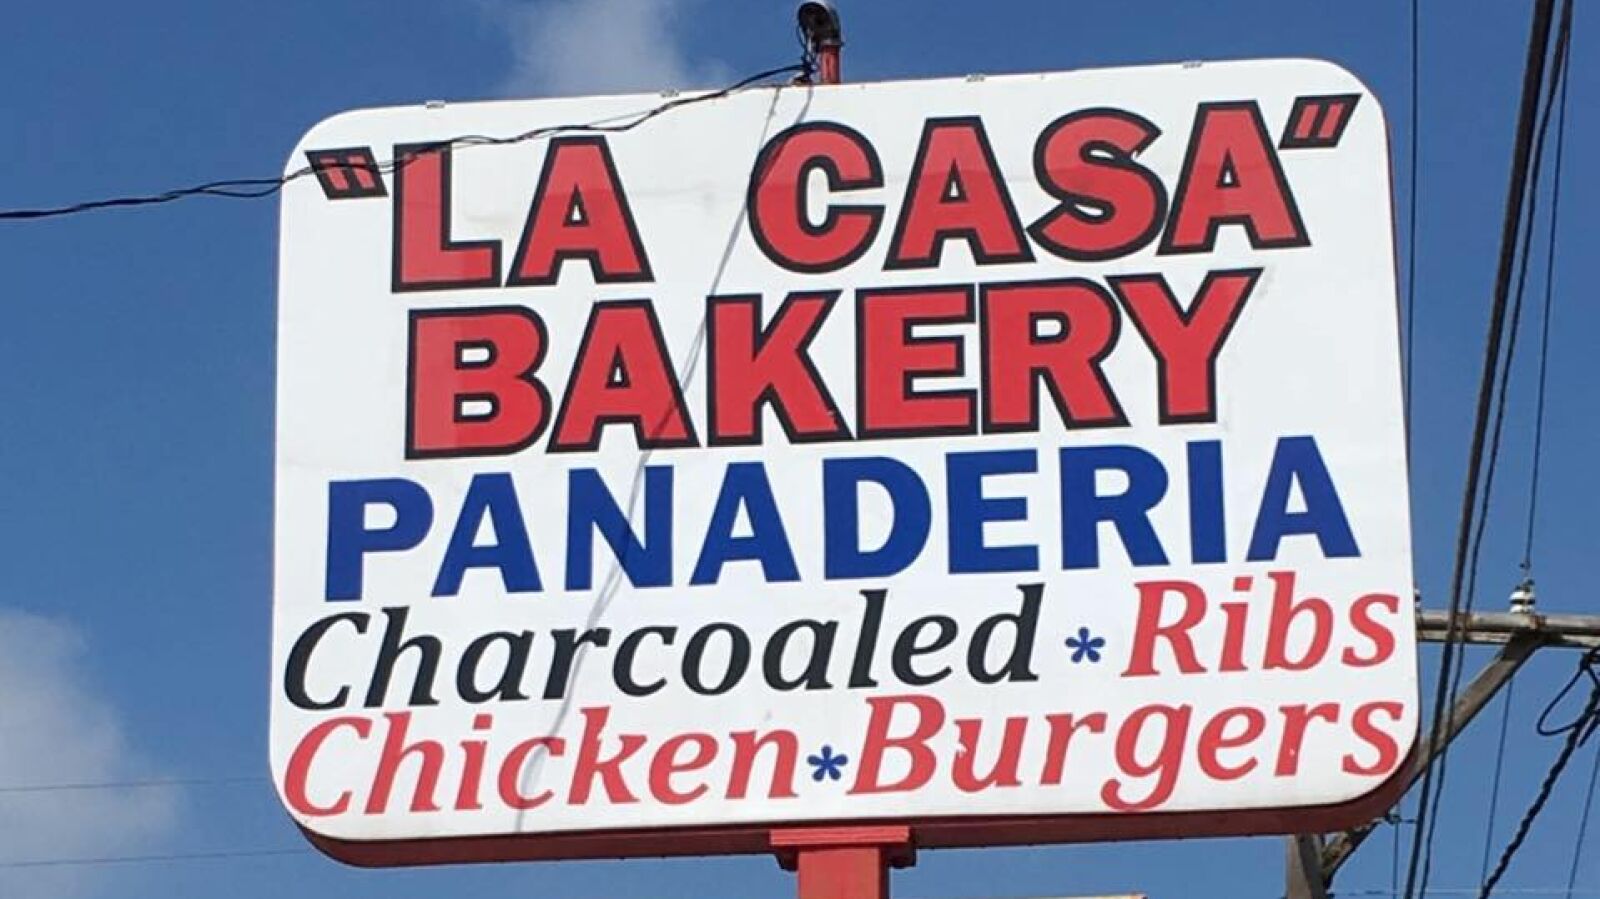 "LA CASA"
BAKERY
PANADERIA
Charcoaled * Ribs
Chicken * Burgers